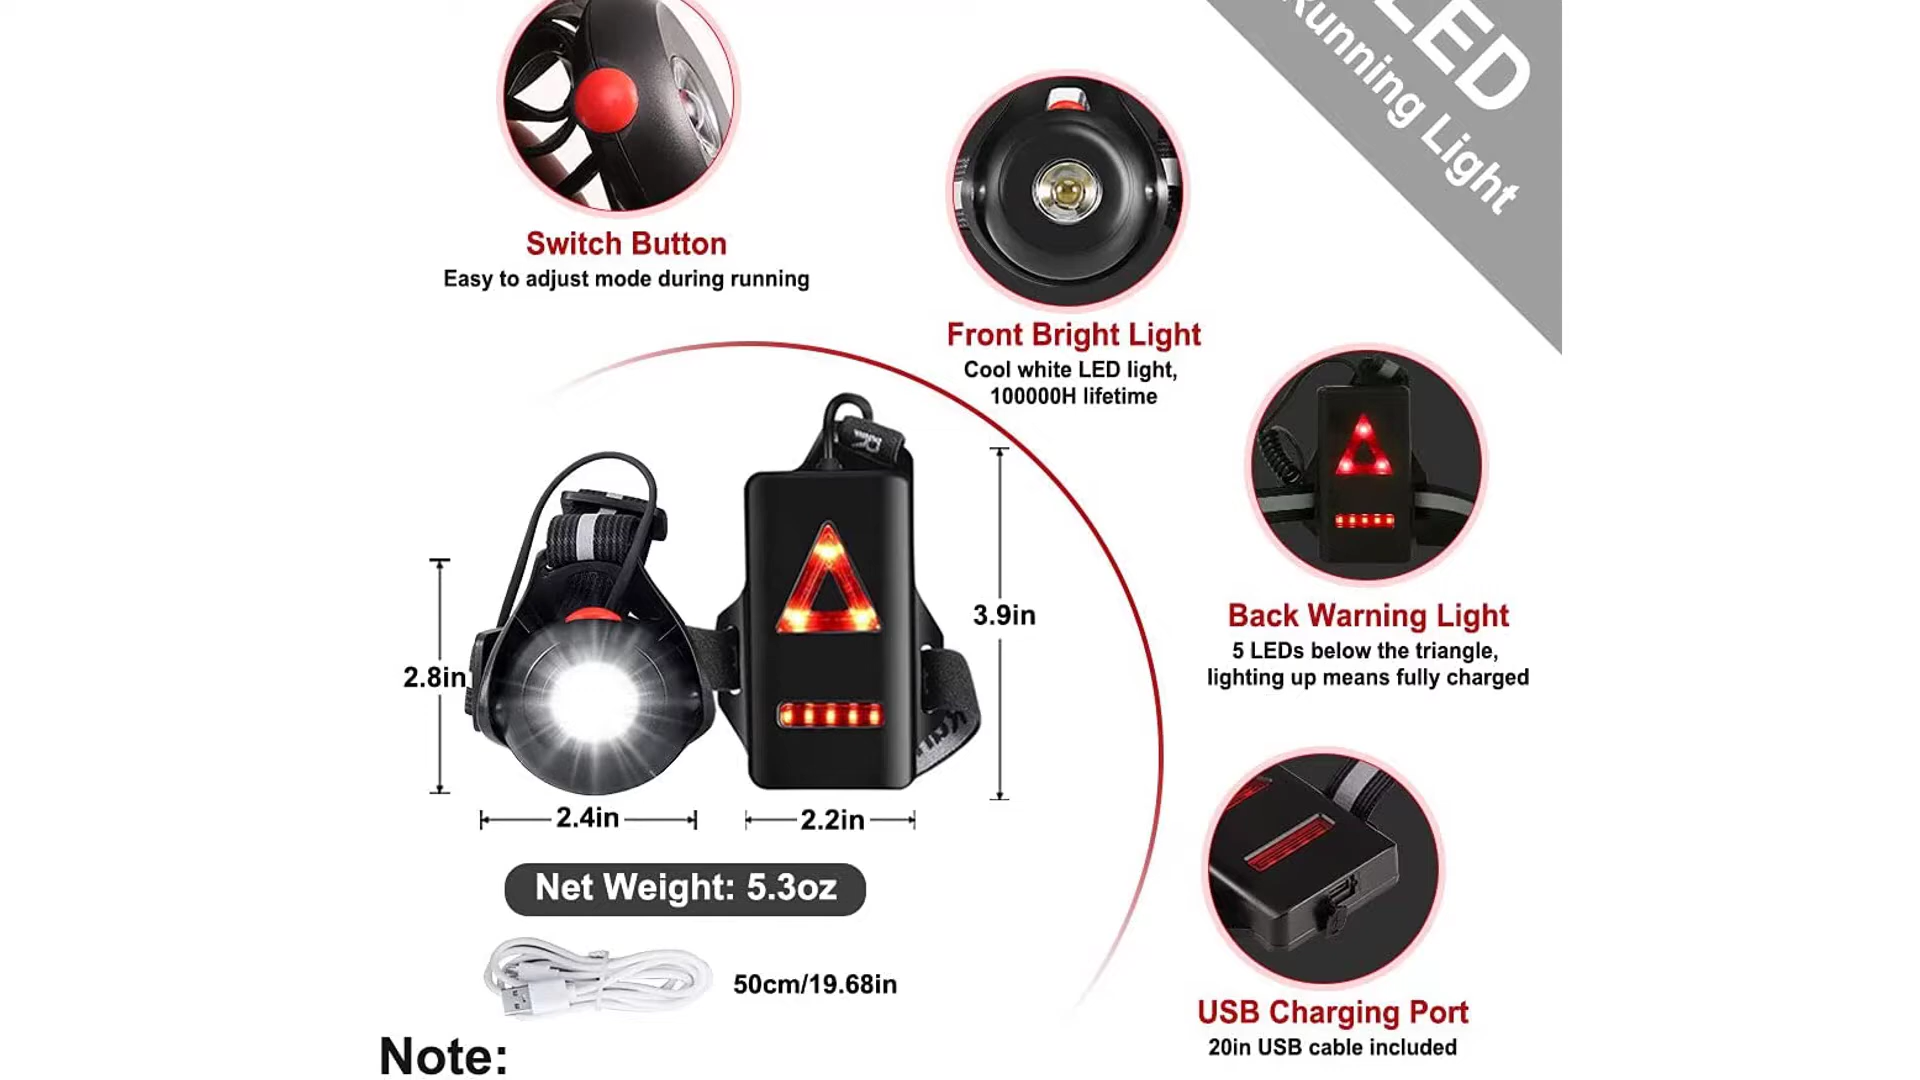 LED
Running Light
Switch Button
Easy to adjust mode during running
Front Bright Light
Cool white LED light,
100000H lifetime
3.9in
2.8in
2.4in
2.2in
Back Warning Light
5 LEDs below the triangle,
lighting up means fully charged
Net Weight: 5.3oz
50cm/19.68in
USB Charging Port
20in USB cable included
Note: